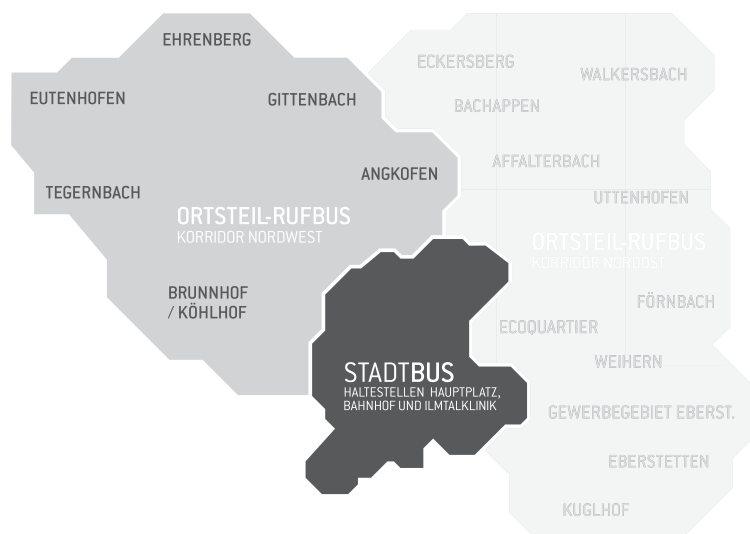 EHRENBERG
EUTENHOFEN
GITTENBACH
ANGKOFEN
TEGERNBACH
ORTSTEIL-RUFBUS
KORRIDOR NORDWEST
BRUNNHOF
/ KÖHLHOF
ECKERSBERG
WALKERSBACH
BACHAPPEN
AFFALTERBACH
UTTENHOFEN
ORTSTEIL-RUFBUS
KORRIDOR NORDOST
FÖRNBACH
ECOQUARTIER
WEIHERN
GEWERBEGEBIET EBERST.
EBERSTETTEN
KUGLHOF
STADTBUS
HALTESTELLEN HAUPTPLATZ,
BAHNHOF UND ILMTALKLINIK